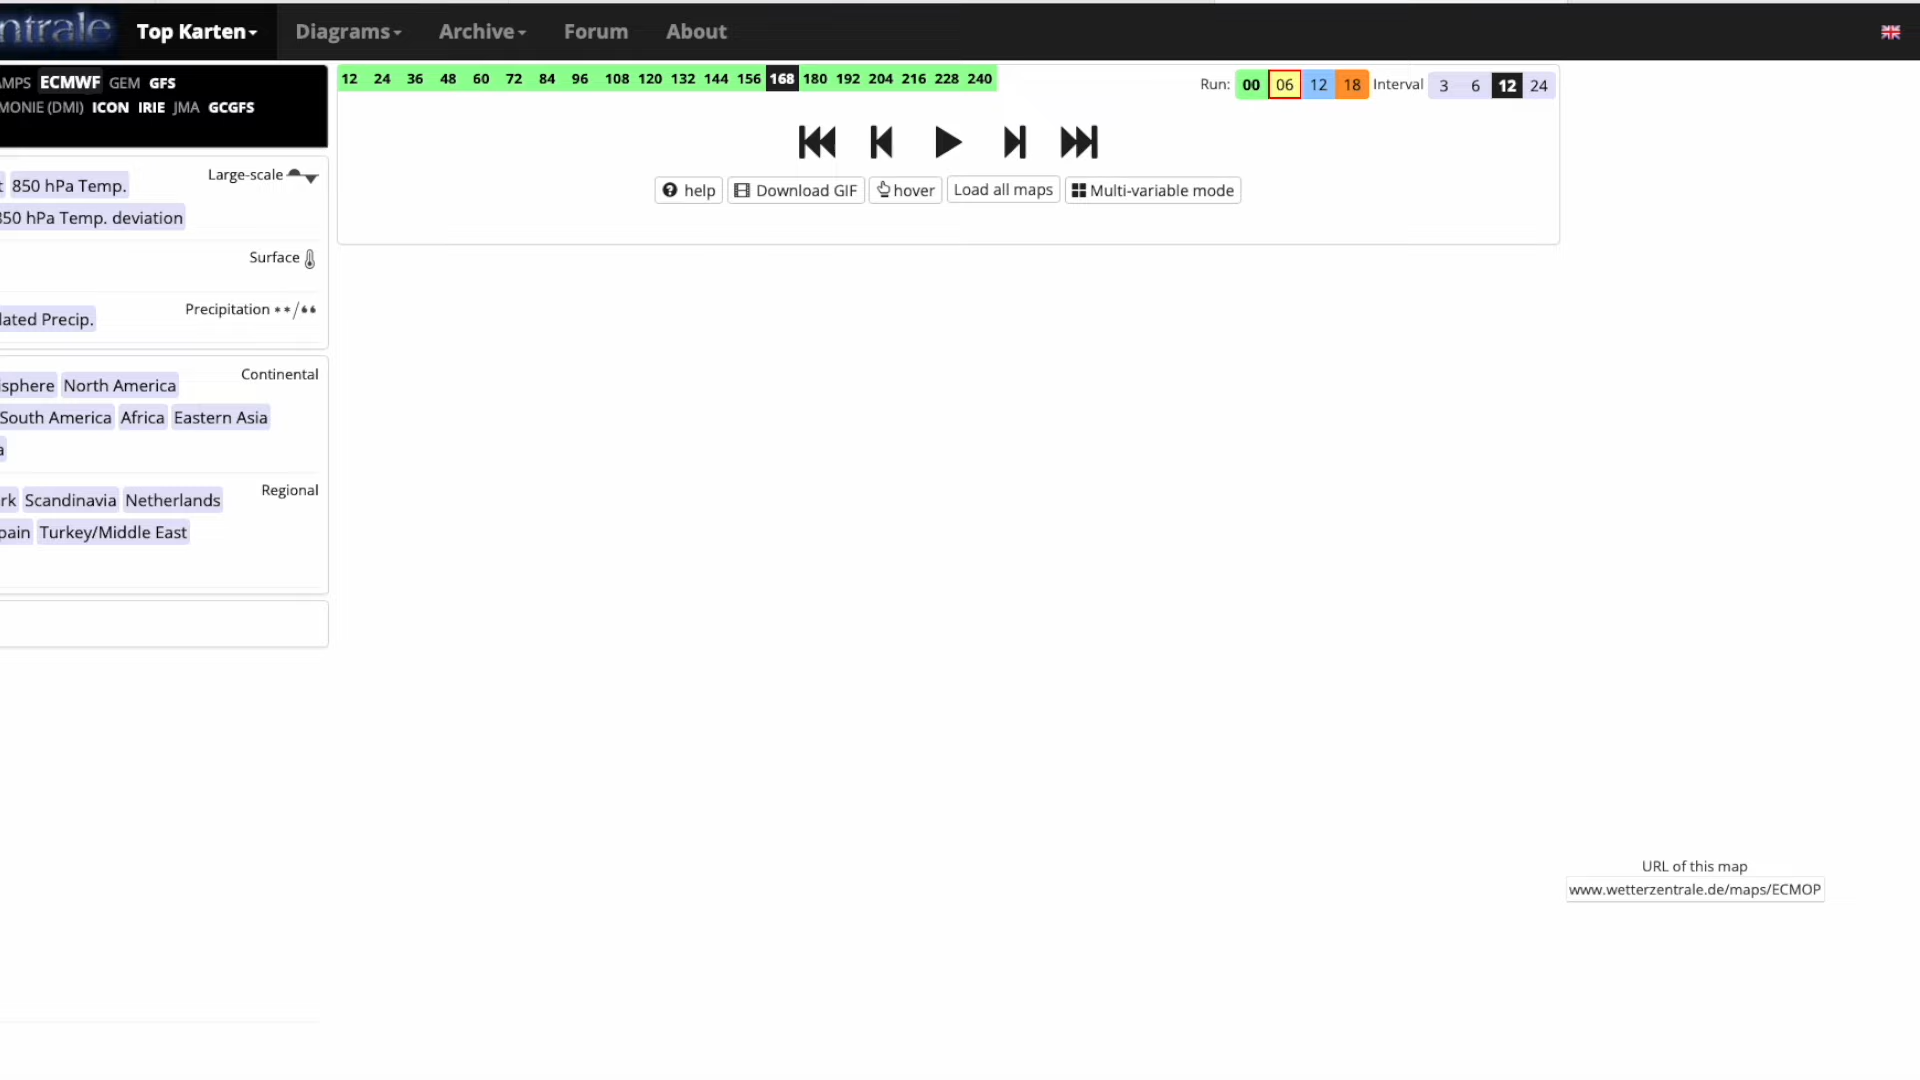 ntrale Top Karten Diagrams Archive Forum About
AMPS ECMWF GEM GFS
MONIE (DMI) ICON IRIE JMA GCGFS
12 24 36 48 60 72 84 96 108 120 132 144 156 168 180 192 204 216 228 240
Run: 00 06 12 18 Interval 3 6 12 24
help Download GIF hover Load all maps Multi-variable mode
Large-scale
t 850 hPa Temp.
850 hPa Temp. deviation
Surface
Precipitation
lated Precip.
Continental
isphere North America
South America Africa Eastern Asia
a
Regional
rk Scandinavia Netherlands
pain Turkey/Middle East
URL of this map
www.wetterzentrale.de/maps/ECMOP